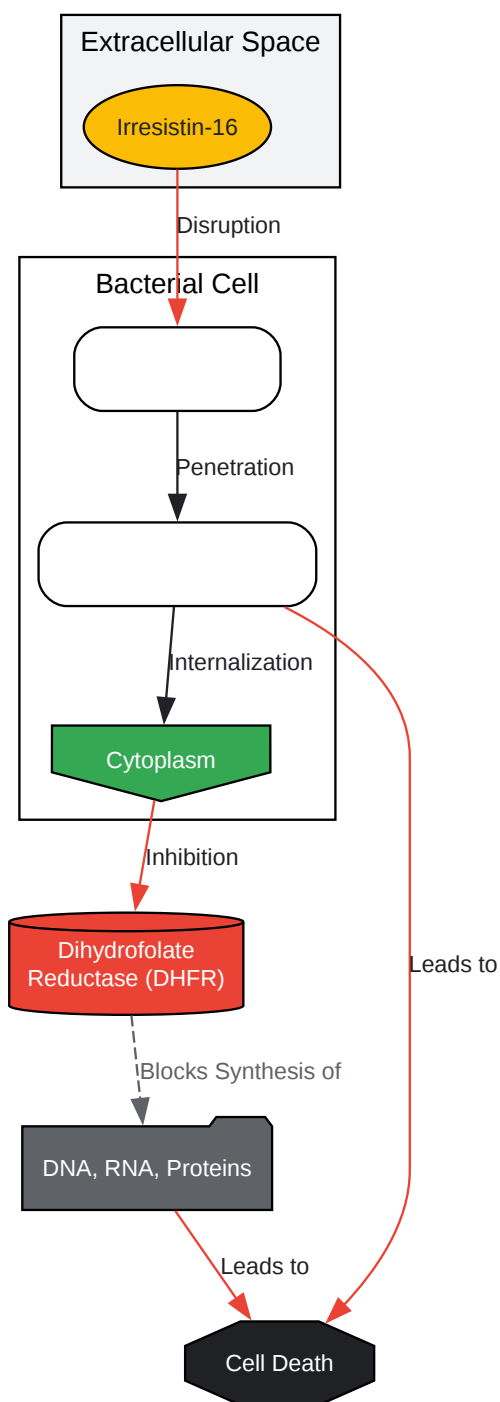 Extracellular Space
Irresistin-16
Disruption
Bacterial Cell
Penetration
Internalization
Cytoplasm
Inhibition
Dihydrofolate
Reductase (DHFR)
Leads to
Blocks Synthesis of
DNA, RNA, Proteins
Leads to
Cell Death